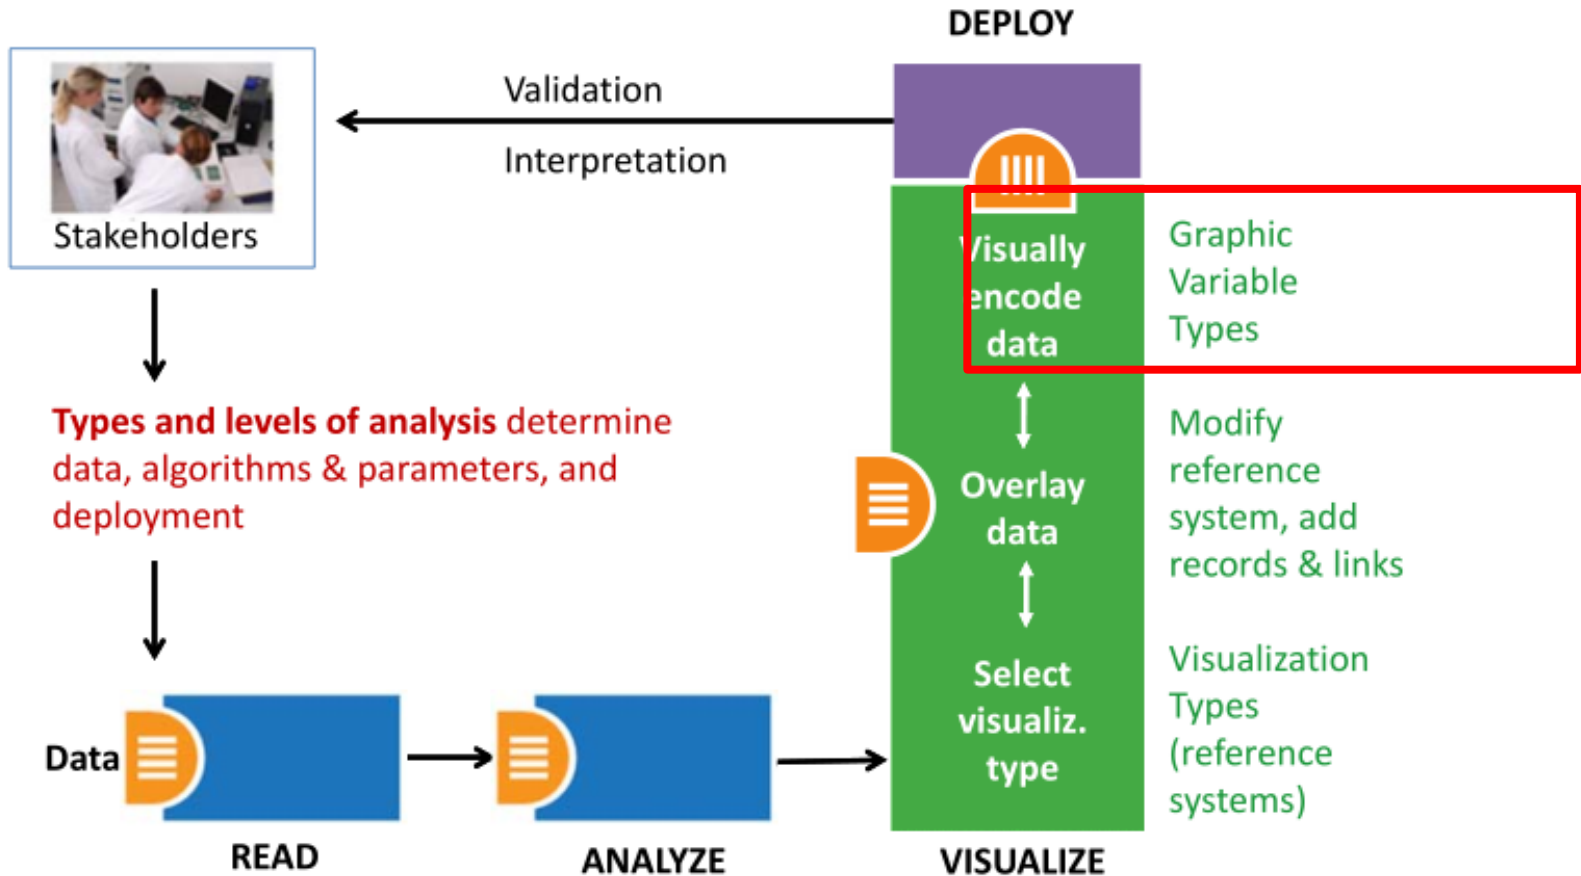 DEPLOY
Validation
Interpretation
Stakeholders
Visually
encode
data
Graphic
Variable
Types
Types and levels of analysis determine
data, algorithms & parameters, and
deployment
Overlay
data
Modify
reference
system, add
records & links
Select
visualiz.
type
Visualization
Types
(reference
systems)
Data
READ
ANALYZE
VISUALIZE